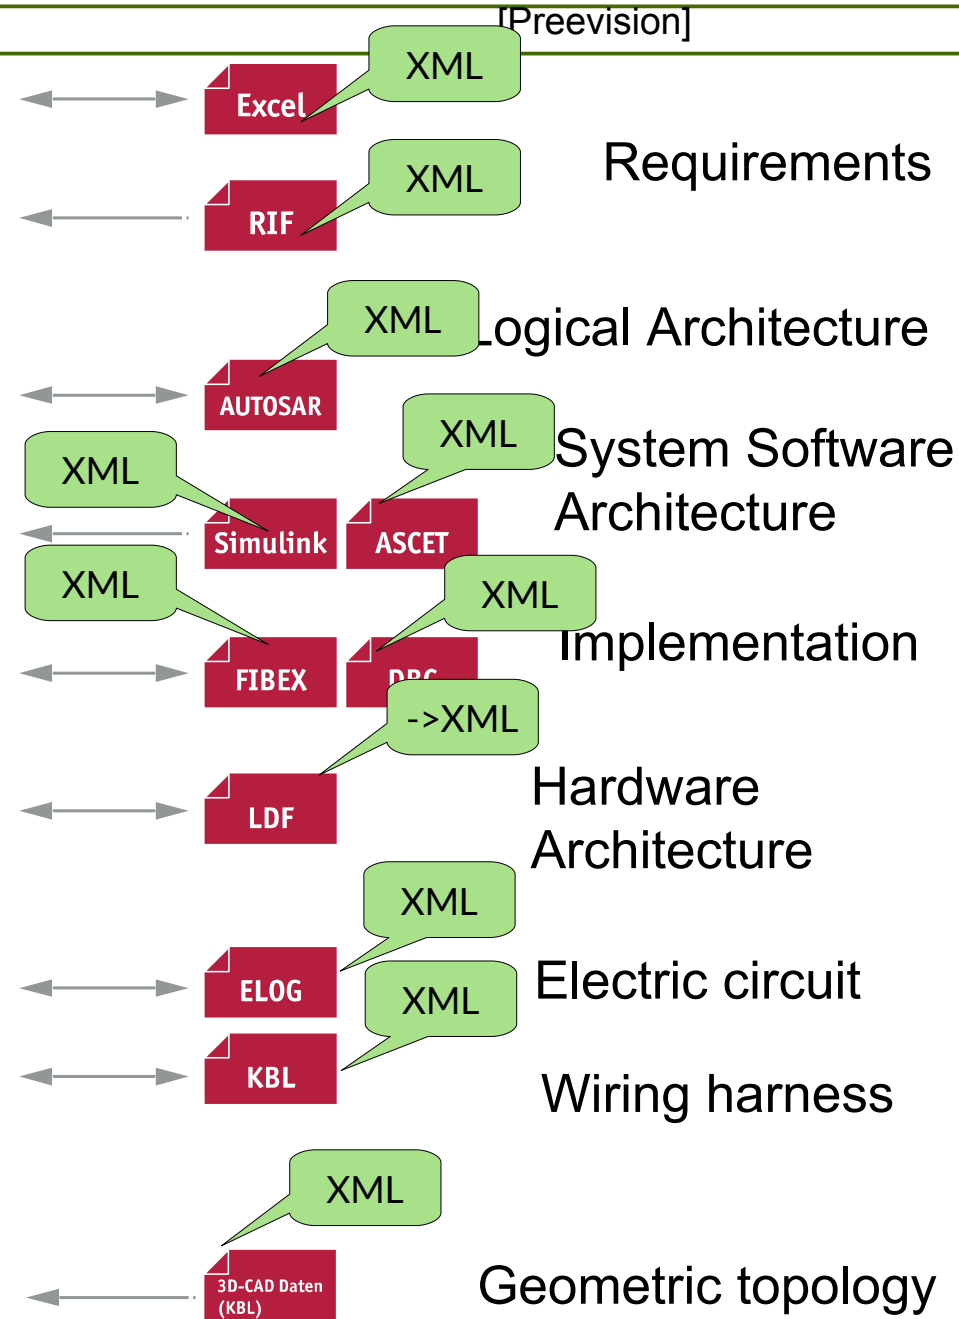 [Preevision]
XML
Excel
Requirements
XML
RIF
XML
Logical Architecture
AUTOSAR
XML
System Software
Architecture
XML
Simulink
ASCET
XML
XML
Implementation
FIBEX
DBC
->XML
LDF
Hardware
Architecture
XML
ELOG
Electric circuit
XML
KBL
Wiring harness
XML
3D-CAD Daten
(KBL)
Geometric topology